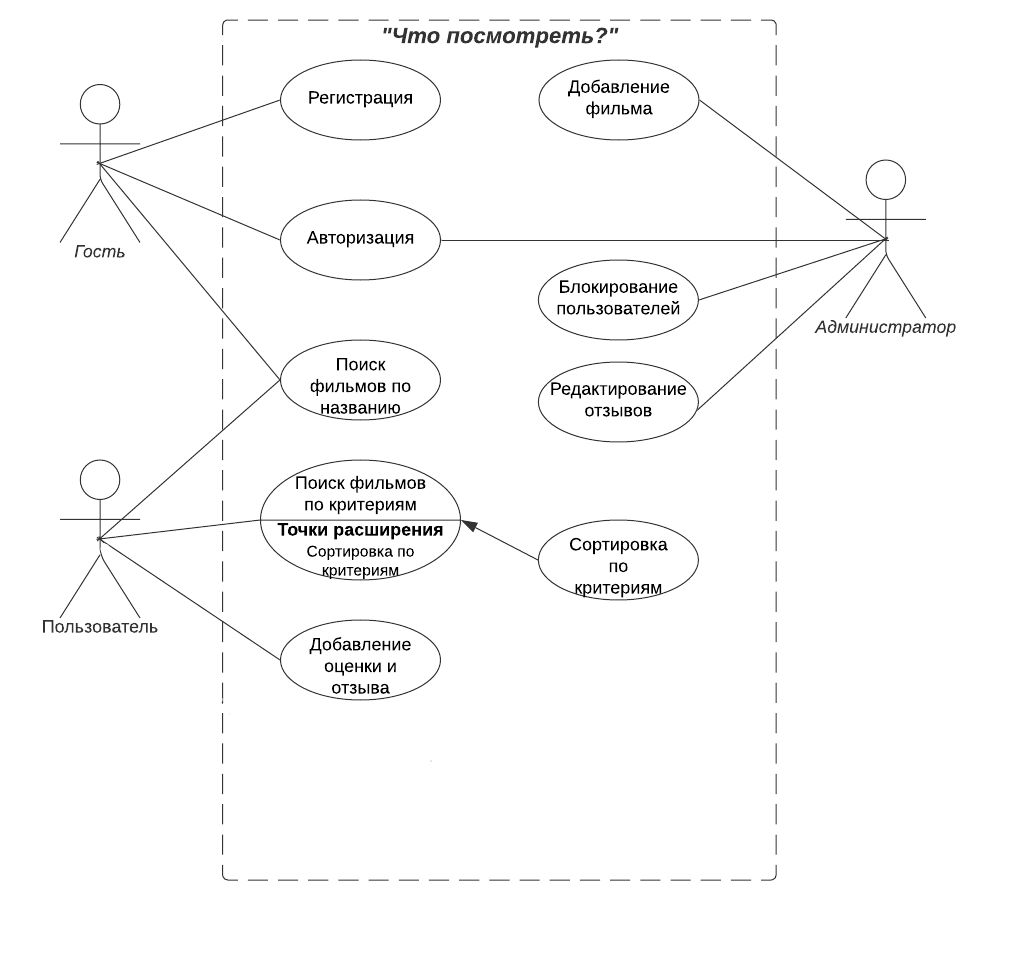 "Что посмотреть?"
Регистрация
Добавление
фильма
Гость
Авторизация
Блокирование
пользователей
Администратор
Поиск
фильмов по
названию
Редактирование
отзывов
Поиск фильмов
по критериям
Точки расширения
Сортировка по
критериям
Сортировка
по
критериям
Пользователь
Добавление
оценки и
отзыва